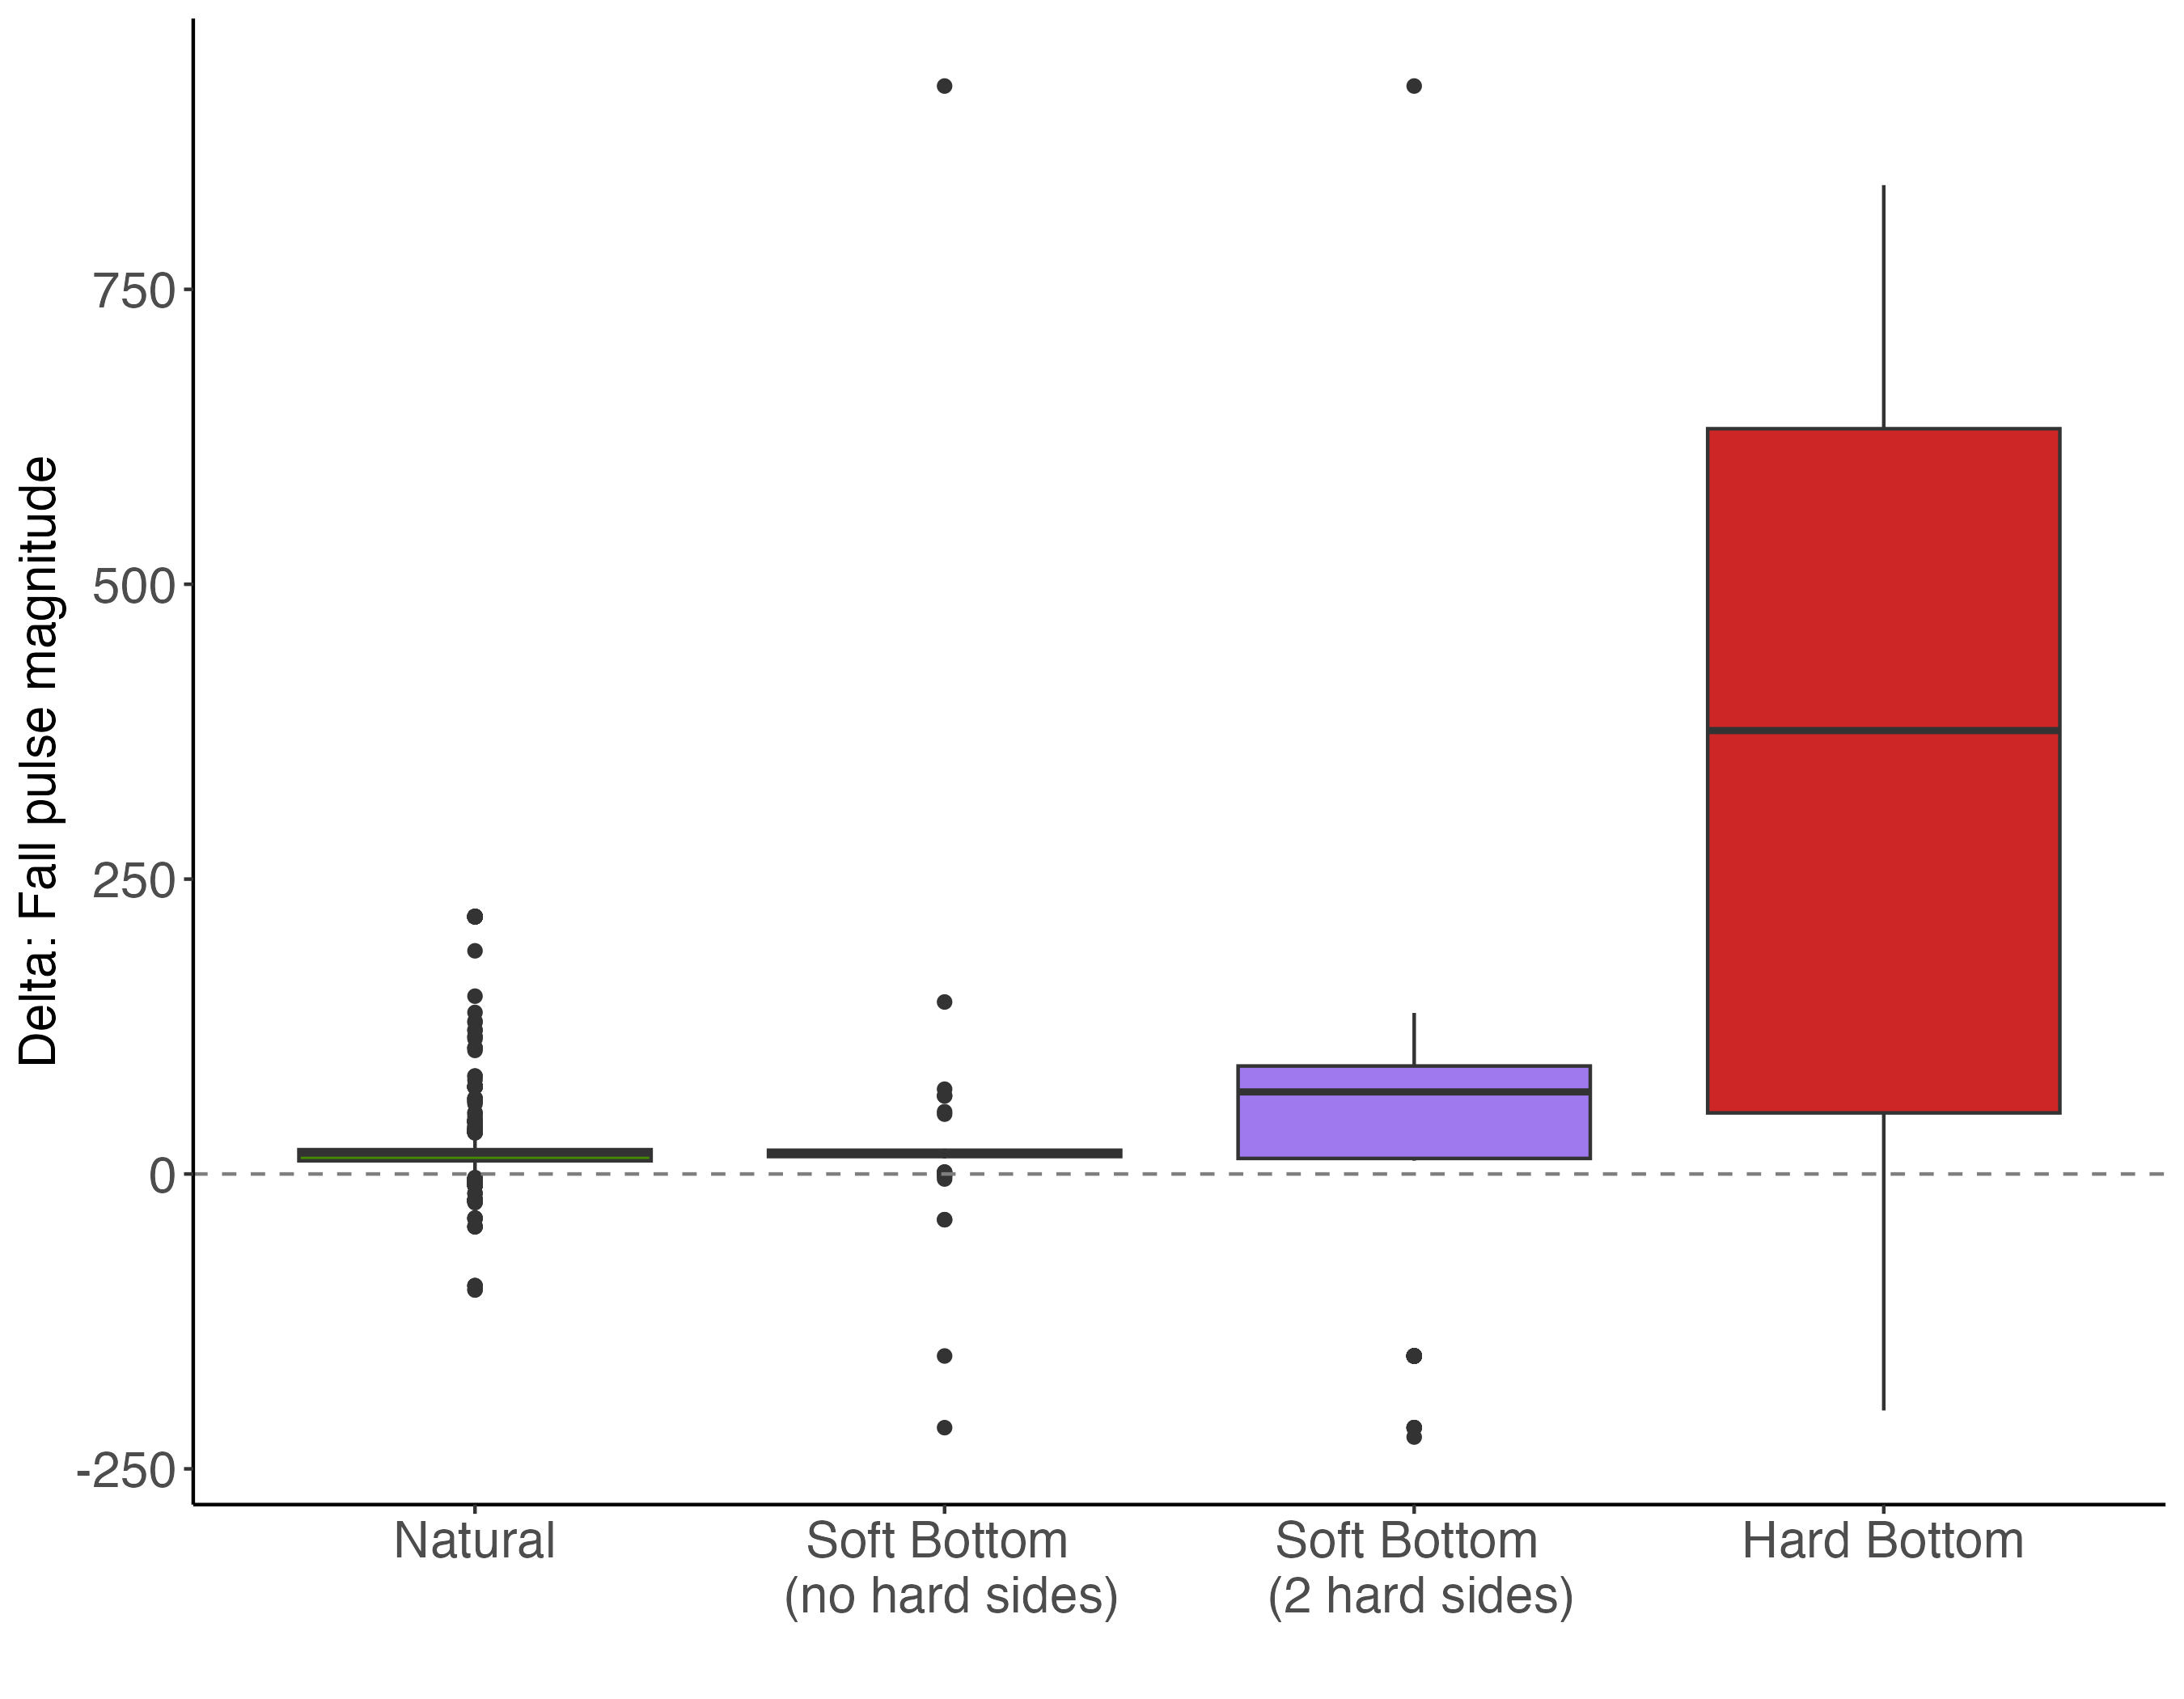 Delta: Fall pulse magnitude
750
500
250
0
-250
Natural
Soft Bottom
(no hard sides)
Soft Bottom
(2 hard sides)
Hard Bottom